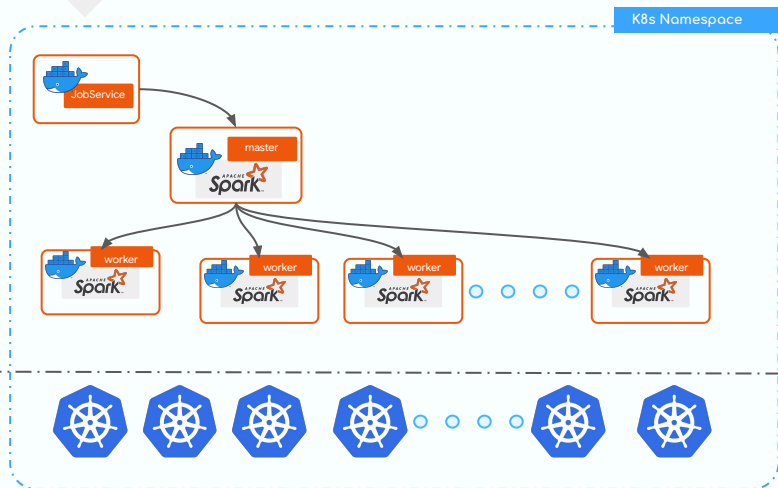 K8s Namespace
JobService
master
APACHE
Spark
worker
APACHE
Spark
worker
APACHE
Spark
worker
APACHE
Spark
worker
APACHE
Spark